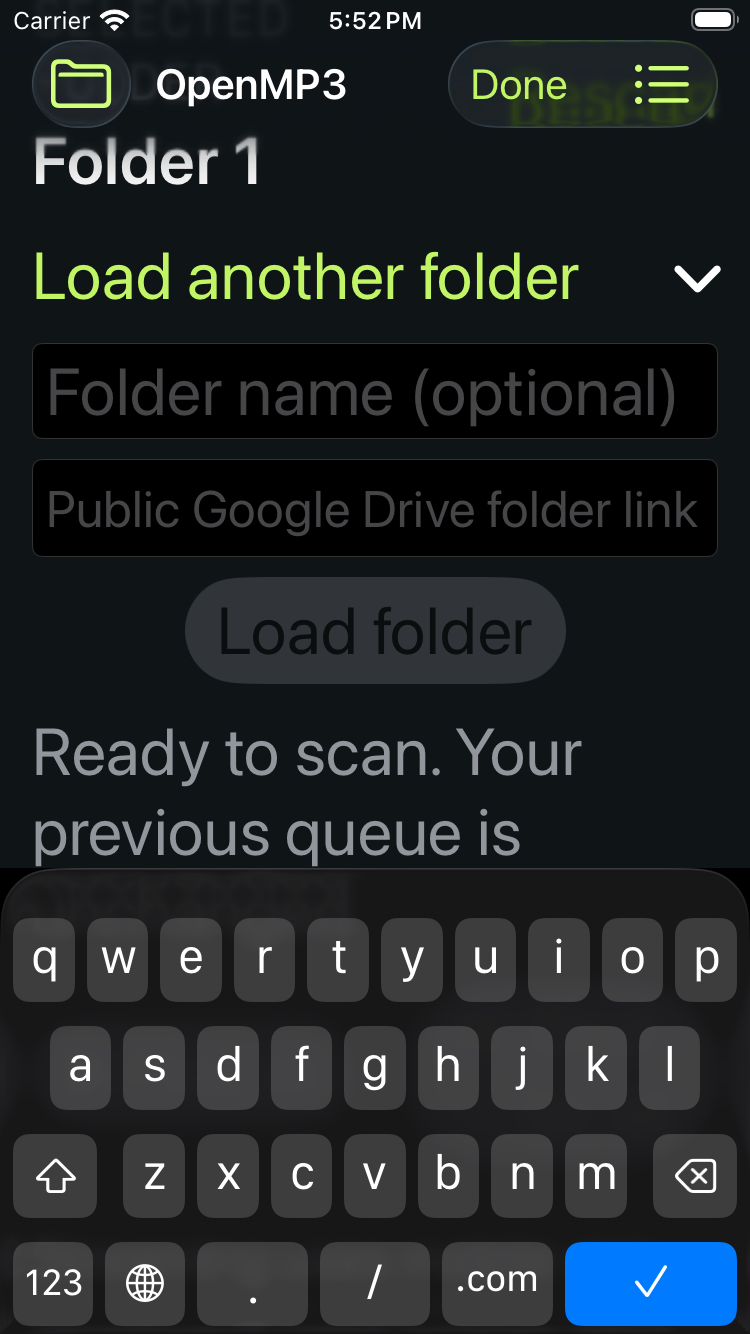 Carrier 5:52 PM
OpenMP3 Done
Folder 1
Load another folder
Folder name (optional)
Public Google Drive folder link
Load folder
Ready to scan. Your
previous queue is
q w e r t y u i o p
a s d f g h j k l
z x c v b n m
123 . / .com